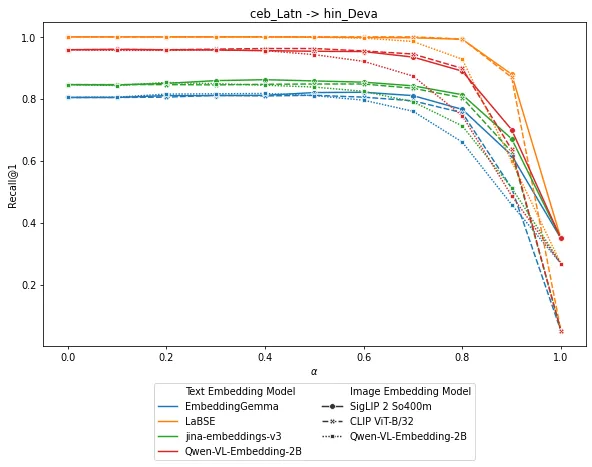 ceb_Latn -> hin_Deva
Recall@1
1.0
0.8
0.6
0.4
0.2
0.0 0.2 0.4 0.6 0.8 1.0
α
Text Embedding Model
EmbeddingGemma
LaBSE
jina-embeddings-v3
Qwen-VL-Embedding-2B
Image Embedding Model
SigLIP 2 So400m
CLIP ViT-B/32
Qwen-VL-Embedding-2B